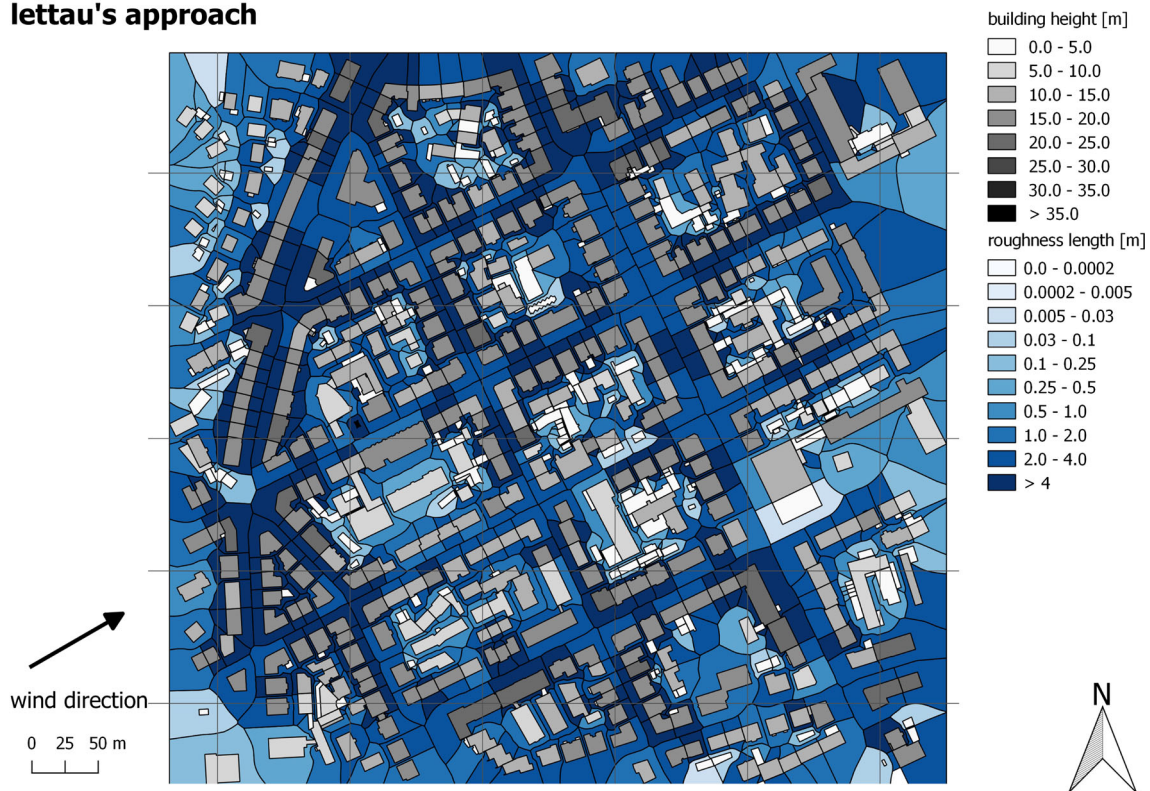 lettau's approach
building height [m]
0.0 - 5.0
5.0 - 10.0
10.0 - 15.0
15.0 - 20.0
20.0 - 25.0
25.0 - 30.0
30.0 - 35.0
> 35.0
roughness length [m]
0.0 - 0.0002
0.0002 - 0.005
0.005 - 0.03
0.03 - 0.1
0.1 - 0.25
0.25 - 0.5
0.5 - 1.0
1.0 - 2.0
2.0 - 4.0
> 4
wind direction
0 25 50 m
N